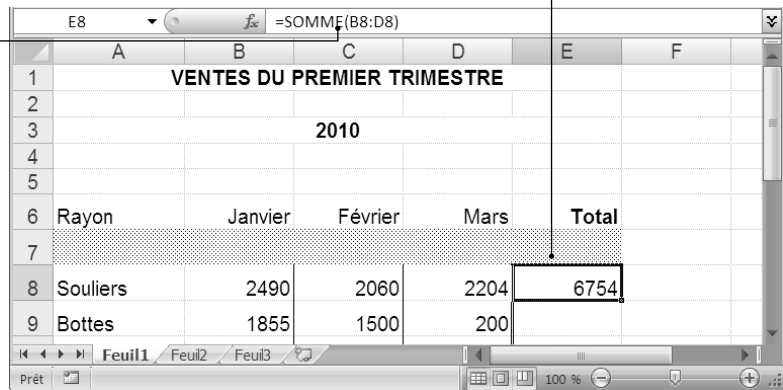 E8 fx =SOMME(B8:D8)
A B C D E F
1 VENTES DU PREMIER TRIMESTRE
2
3 2010
4
5
6 Rayon Janvier Février Mars Total
7
8 Souliers 2490 2060 2204 6754
9 Bottes 1855 1500 200
Feuil1 Feuil2 Feuil3
Prêt 100 %